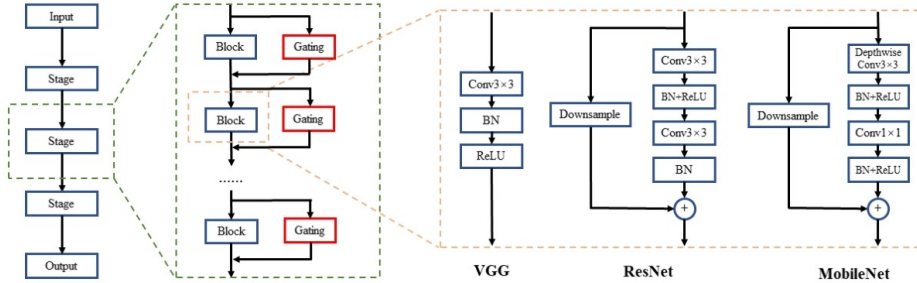 Input
Stage
Stage
Stage
Output
Block
Gating
Block
Gating
......
Block
Gating
Conv3×3
BN
ReLU
VGG
Downsample
Conv3×3
BN+ReLU
Conv3×3
BN
+
ResNet
Downsample
Depthwise
Conv3×3
BN+ReLU
Conv1×1
BN+ReLU
+
MobileNet